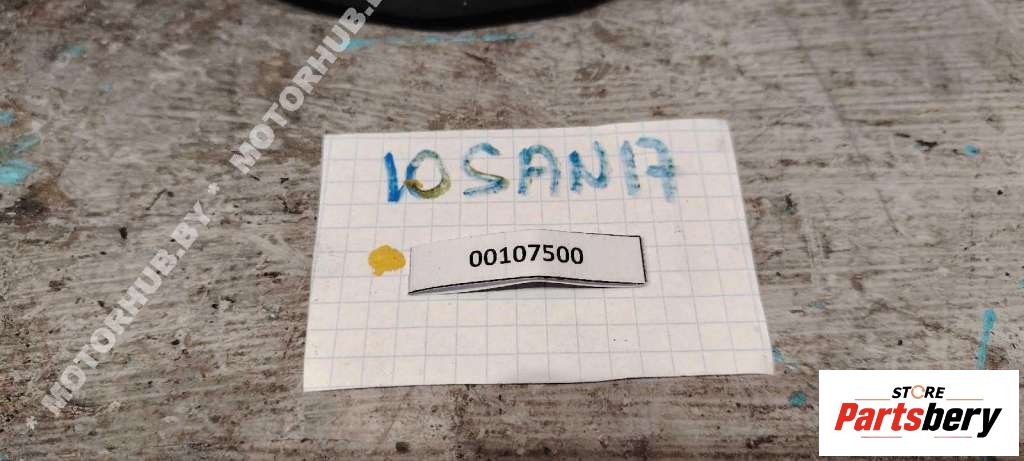 * MOTORHUB.BY * MOTORHUB.BY
10SAN17
00107500
STORE
Partsbery